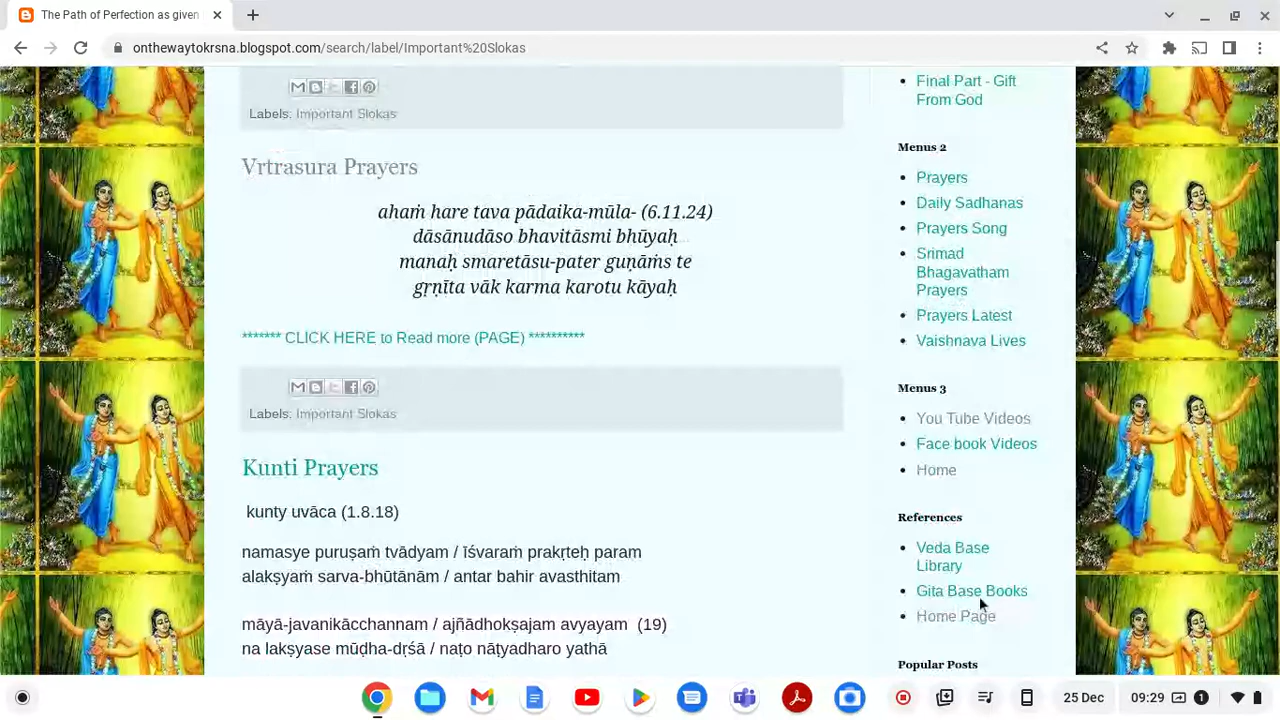 The Path of Perfection as given
onthewaytokrsna.blogspot.com/search/label/Important%20Slokas
Labels: Important Slokas
Vrtrasura Prayers
ahaṁ hare tava pādaika-mūla- (6.11.24)
dāsānudāso bhavitāsmi bhūyaḥ
manaḥ smaretāsu-pater guṇāṁs te
gṛṇīta vāk karma karotu kāyaḥ
******* CLICK HERE to Read more (PAGE) **********
Labels: Important Slokas
Kunti Prayers
kunty uvāca (1.8.18)
namasye puruṣaṁ tvādyam / īśvaraṁ prakṛteḥ param
alakṣyaṁ sarva-bhūtānām / antar bahir avasthitam
māyā-javanikācchannam / ajñādhokṣajam avyayam (19)
na lakṣyase mūḍha-dṛśā / naṭo nāṭyadharo yathā
Final Part - Gift
From God
Menus 2
Prayers
Daily Sadhanas
Prayers Song
Srimad
Bhagavatham
Prayers
Prayers Latest
Vaishnava Lives
Menus 3
You Tube Videos
Face book Videos
Home
References
Veda Base
Library
Gita Base Books
Home Page
Popular Posts
25 Dec
09:29
1